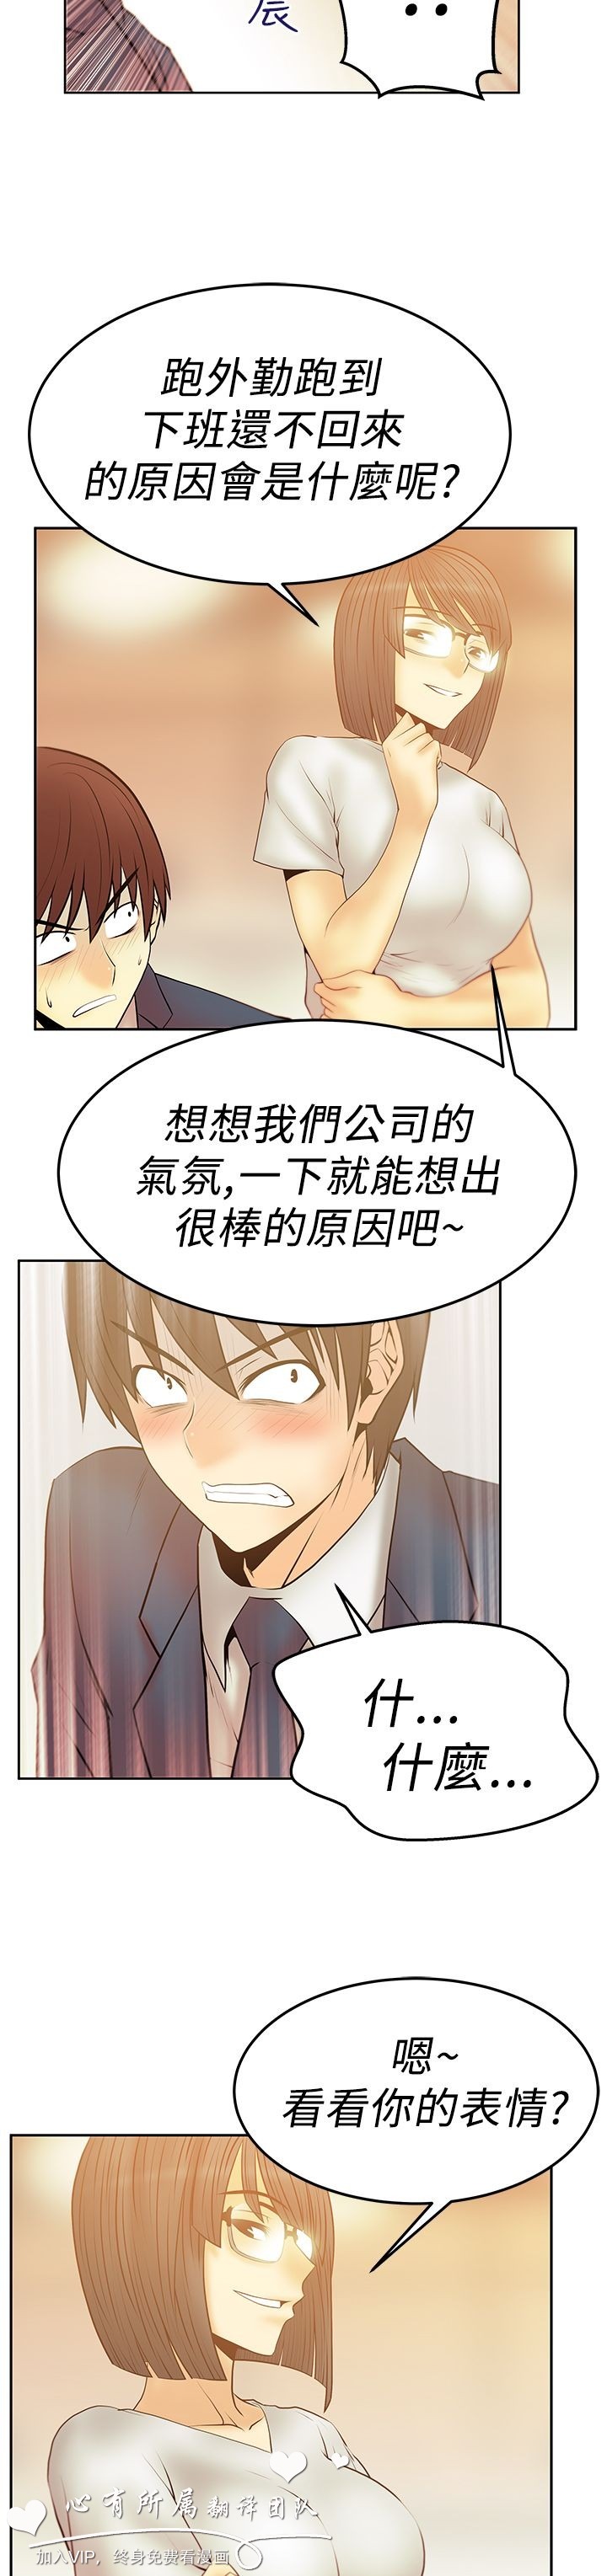 跑外勤跑到
下班還不回來
的原因會是什麼呢?
想想我們公司的
氣氛,一下就能想出
很棒的原因吧~
什...
什麼...
嗯~
看看你的表情?
心有所属翻译团队
加入VIP，终身免费看漫画